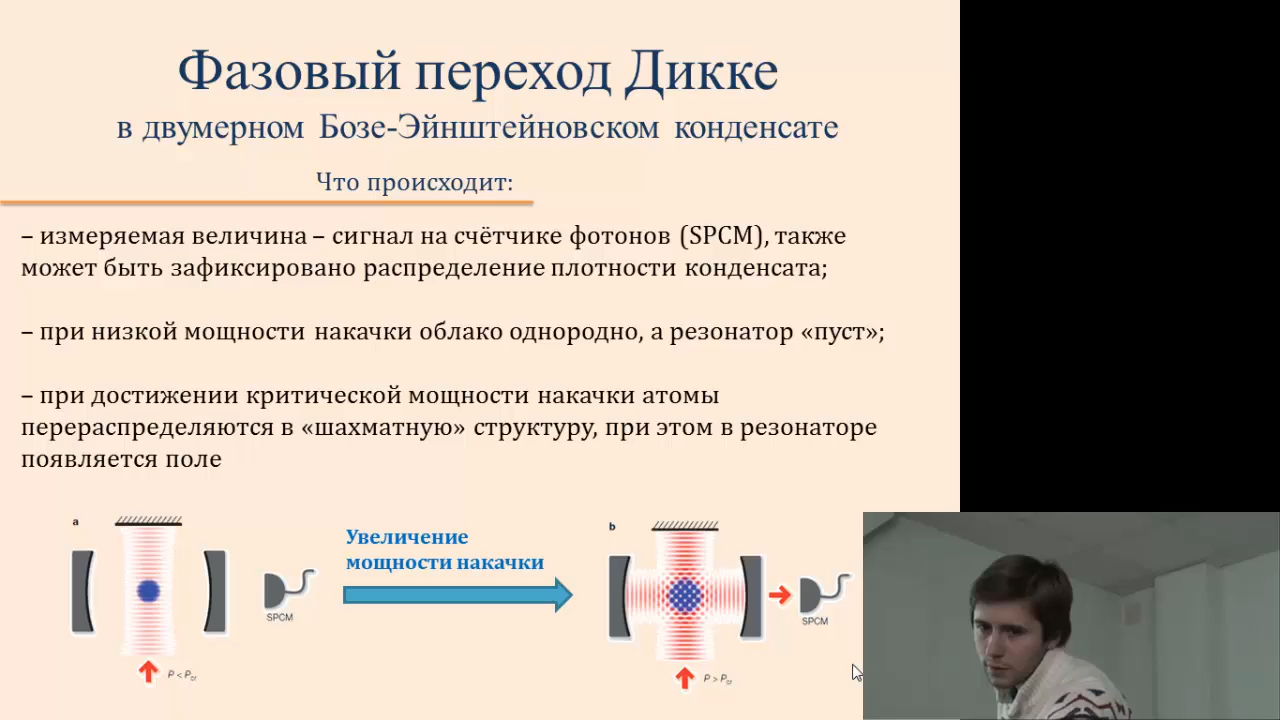 Фазовый переход Дикке
в двумерном Бозе-Эйнштейновском конденсате
Что происходит:
– измеряемая величина – сигнал на счётчике фотонов (SPCM), также
может быть зафиксировано распределение плотности конденсата;
– при низкой мощности накачки облако однородно, а резонатор «пуст»;
– при достижении критической мощности накачки атомы
перераспределяются в «шахматную» структуру, при этом в резонаторе
появляется поле
a
SPCM
P < Pcr
Увеличение
мощности накачки
b
SPCM
P > Pcr